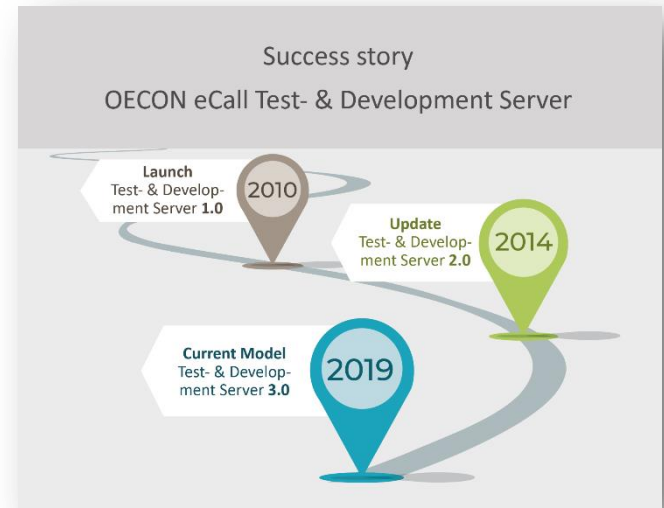 Success story
OECON eCall Test- & Development Server
Launch
Test- & Develop-
ment Server 1.0
2010
Update
Test- & Develop-
ment Server 2.0
2014
Current Model
Test- & Develop-
ment Server 3.0
2019